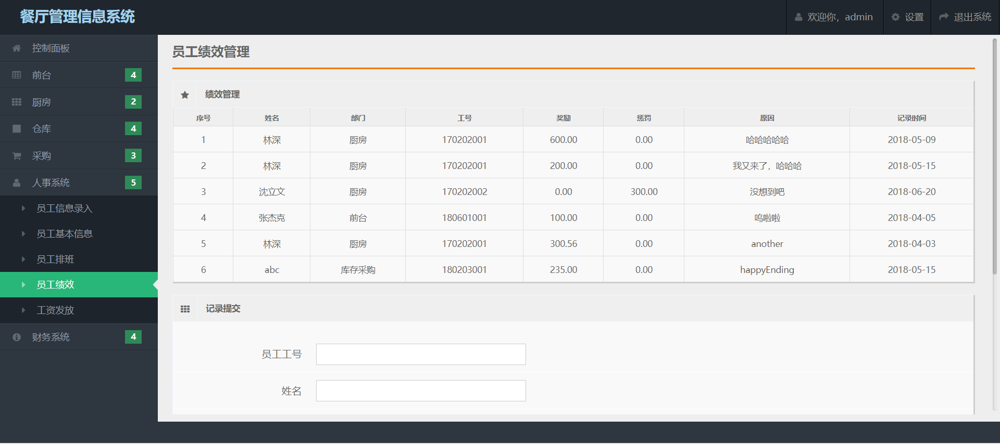 餐厅管理信息系统
欢迎你，admin
设置
退出系统
控制面板
前台 4
厨房 2
仓库 4
采购 3
人事系统 5
员工信息录入
员工基本信息
员工排班
员工绩效
工资发放
财务系统 4
员工绩效管理
绩效管理
序号 姓名 部门 工号 奖励 惩罚 原因 记录时间
1 林深 厨房 170202001 600.00 0.00 哈哈哈哈哈 2018-05-09
2 林深 厨房 170202001 200.00 0.00 我又来了，哈哈哈 2018-05-15
3 沈立文 厨房 170202002 0.00 300.00 没想到吧 2018-06-20
4 张杰克 前台 180601001 100.00 0.00 呜啦啦 2018-04-05
5 林深 厨房 170202001 300.56 0.00 another 2018-04-03
6 abc 库存采购 180203001 235.00 0.00 happyEnding 2018-05-15
记录提交
员工工号
姓名